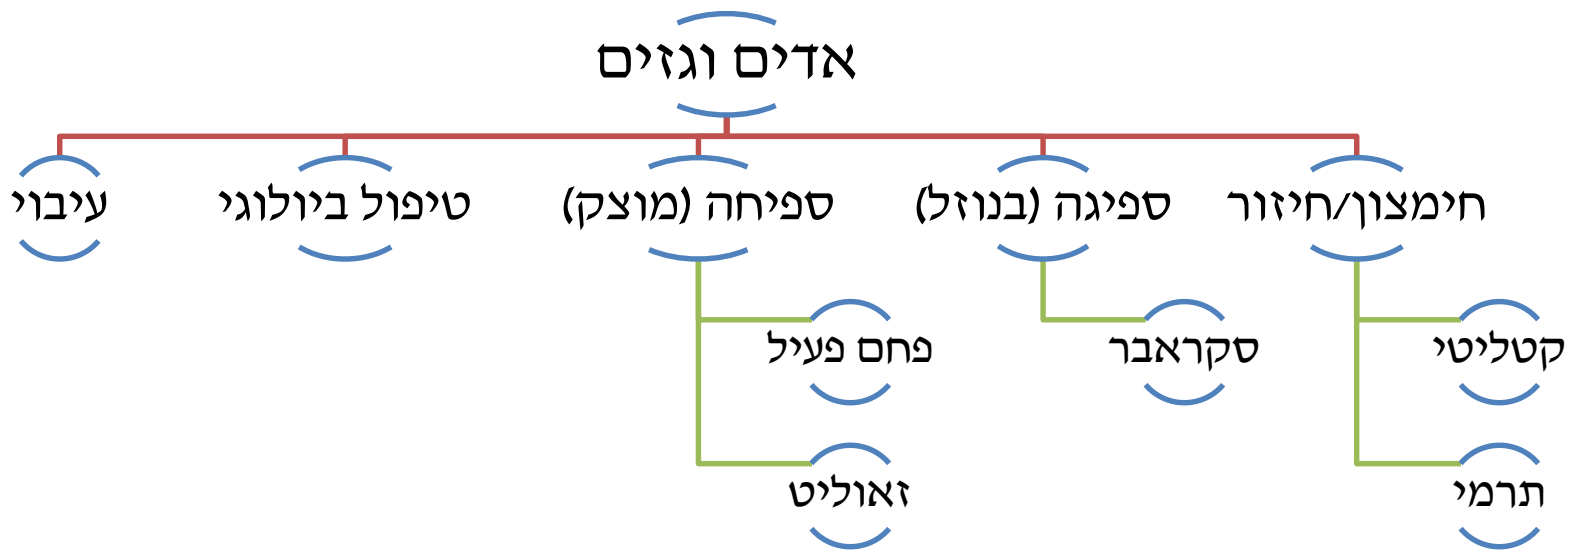 אדים וגזים
חימצון/חיזור
ספיגה (בנוזל)
ספיחה (מוצק)
טיפול ביולוגי
עיבוי
קטליטי
סקראבר
פחם פעיל
תרמי
זאוליט